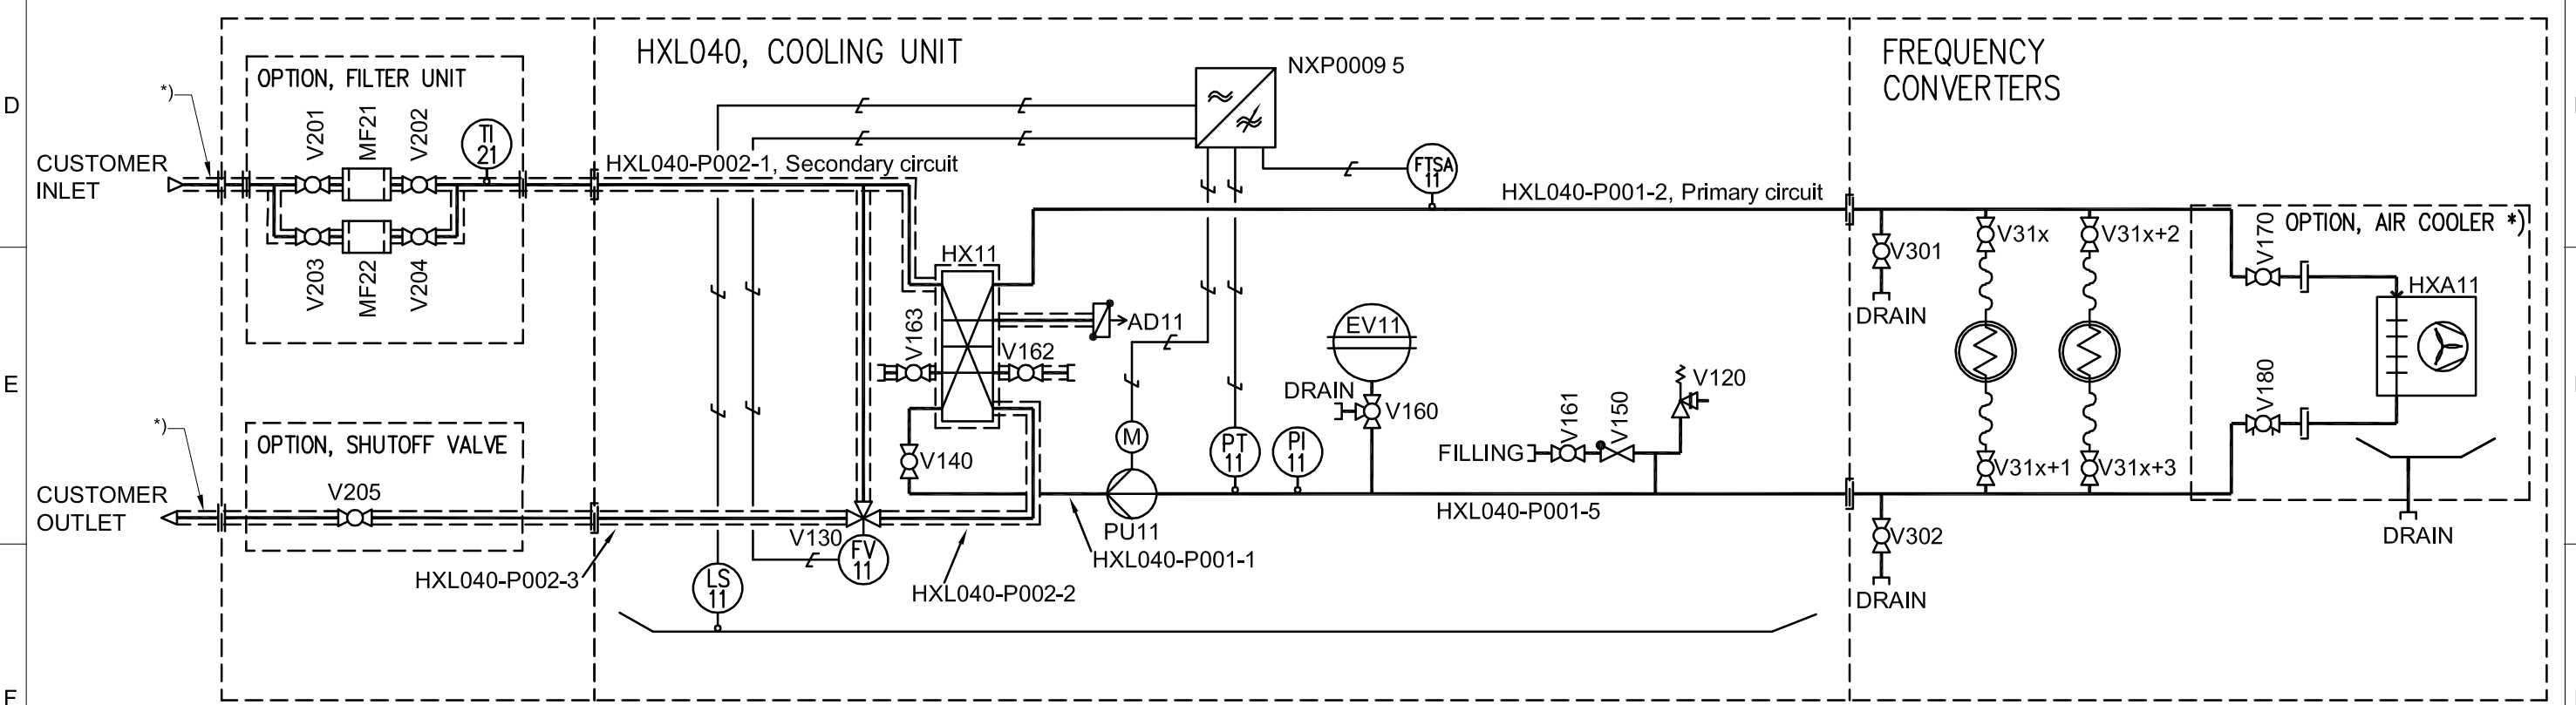 D
E
F
HXL040, COOLING UNIT
NXP0009 5
FREQUENCY
CONVERTERS
OPTION, FILTER UNIT
*)
V201
MF21
V202
TI
21
CUSTOMER
INLET
HXL040-P002-1, Secondary circuit
FTSA
11
HXL040-P001-2, Primary circuit
V203
MF22
V204
HX11
V163
AD11
V162
EV11
DRAIN
V160
V301
DRAIN
V31x
V31x+2
V170
OPTION, AIR COOLER *)
HXA11
V180
*)
OPTION, SHUTOFF VALVE
V205
CUSTOMER
OUTLET
V140
M
PT
11
PI
11
FILLING
V161
V150
V120
V31x+1
V31x+3
HXL040-P001-5
PU11
V130
FV
11
LS
11
HXL040-P002-3
HXL040-P002-2
HXL040-P001-1
V302
DRAIN
DRAIN